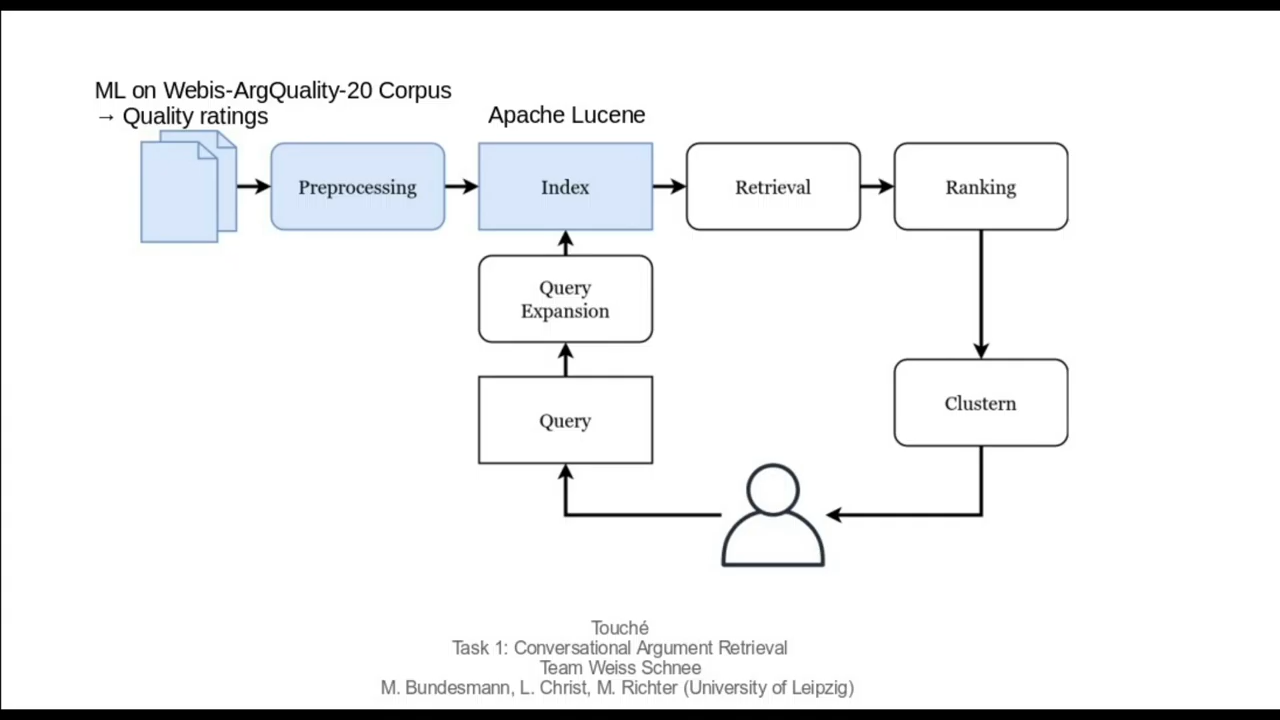 ML on Webis-ArgQuality-20 Corpus
→ Quality ratings
Apache Lucene
Preprocessing
Index
Retrieval
Ranking
Query
Expansion
Clustern
Query
Touché
Task 1: Conversational Argument Retrieval
Team Weiss Schnee
M. Bundesmann, L. Christ, M. Richter (University of Leipzig)